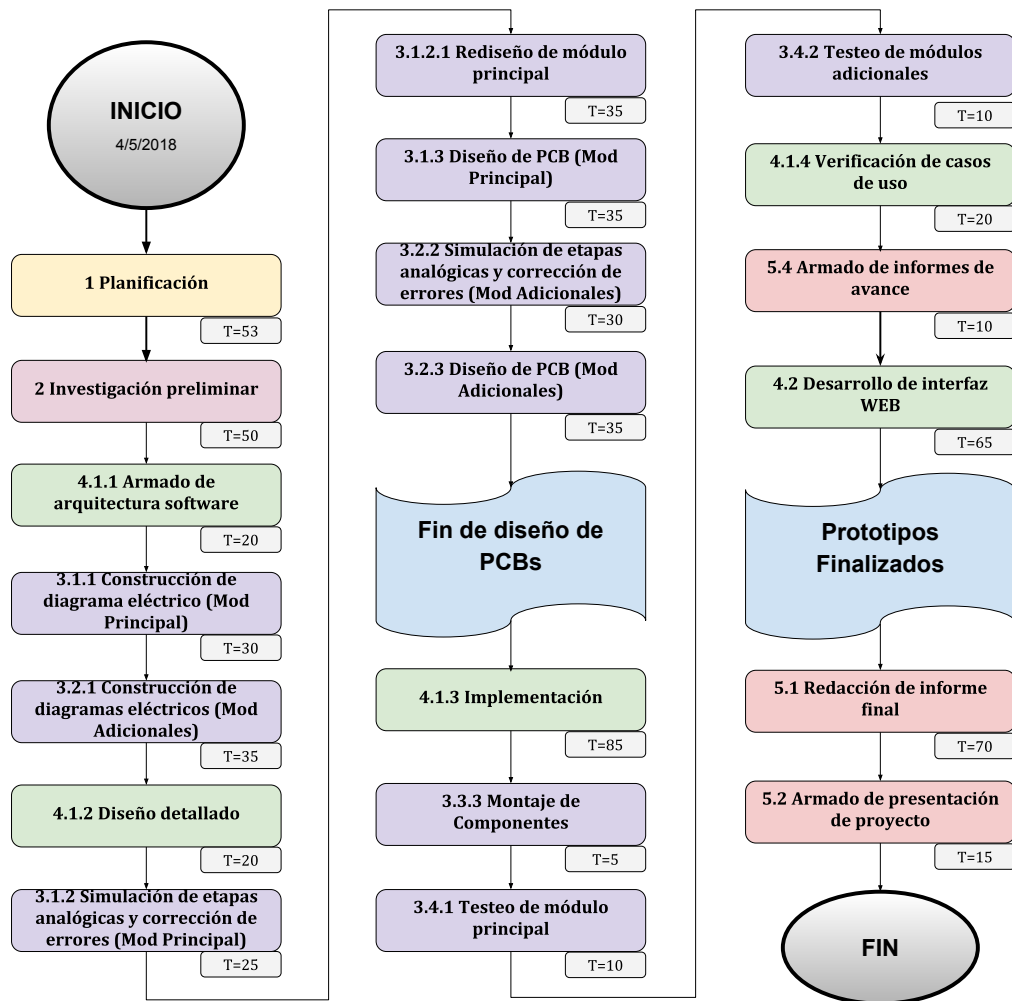 INICIO
4/5/2018
1 Planificación
T=53
2 Investigación preliminar
T=50
4.1.1 Armado de
arquitectura software
T=20
3.1.1 Construcción de
diagrama eléctrico (Mod
Principal)
T=30
3.2.1 Construcción de
diagramas eléctricos (Mod
Adicionales)
T=35
4.1.2 Diseño detallado
T=20
3.1.2 Simulación de etapas
analógicas y corrección de
errores (Mod Principal)
T=25
3.1.2.1 Rediseño de módulo
principal
T=35
3.1.3 Diseño de PCB (Mod
Principal)
T=35
3.2.2 Simulación de etapas
analógicas y corrección de
errores (Mod Adicionales)
T=30
3.2.3 Diseño de PCB (Mod
Adicionales)
T=35
Fin de diseño de
PCBs
4.1.3 Implementación
T=85
3.3.3 Montaje de
Componentes
T=5
3.4.1 Testeo de módulo
principal
T=10
3.4.2 Testeo de módulos
adicionales
T=10
4.1.4 Verificación de casos
de uso
T=20
5.4 Armado de informes de
avance
T=10
4.2 Desarrollo de interfaz
WEB
T=65
Prototipos
Finalizados
5.1 Redacción de informe
final
T=70
5.2 Armado de presentación
de proyecto
T=15
FIN